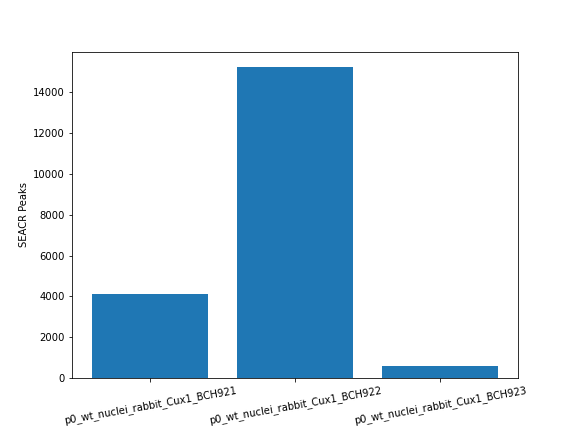 14000
12000
10000
8000
6000
4000
2000
0
SEACR Peaks
p0_wt_nuclei_rabbit_Cux1_BCH921
p0_wt_nuclei_rabbit_Cux1_BCH922
p0_wt_nuclei_rabbit_Cux1_BCH923